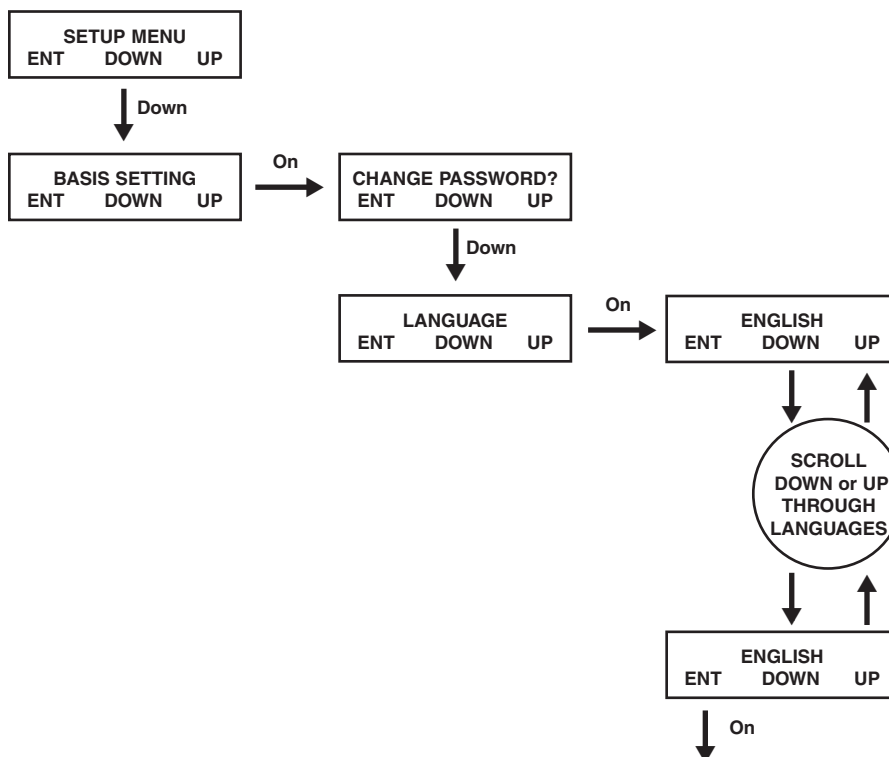 SETUP MENU
ENT DOWN UP
Down
BASIS SETTING
ENT DOWN UP
On
CHANGE PASSWORD?
ENT DOWN UP
Down
LANGUAGE
ENT DOWN UP
On
ENGLISH
ENT DOWN UP
SCROLL
DOWN or UP
THROUGH
LANGUAGES
ENGLISH
ENT DOWN UP
On